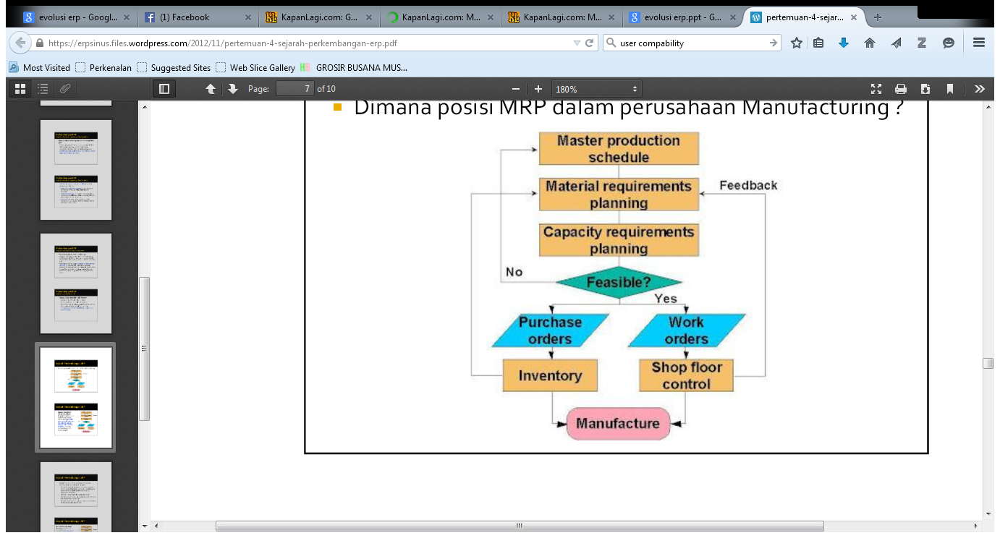 evolusi erp - Googl...
(1) Facebook
KapanLagi.com: G...
KapanLagi.com: M...
KapanLagi.com: M...
evolusi erp.ppt - G...
pertemuan-4-sejar...
https://erpsinus.files.wordpress.com/2012/11/pertemuan-4-sejarah-perkembangan-erp.pdf
user compability
Most Visited
Perkenalan
Suggested Sites
Web Slice Gallery
HB
GROSIR BUSANA MUS...
Page: 7 of 10
180%
Dimana posisi MRP dalam perusahaan Manufacturing ?
Master production
schedule
Material requirements
planning
Feedback
Capacity requirements
planning
No
Feasible?
Yes
Purchase
orders
Work
orders
Inventory
Shop floor
control
Manufacture